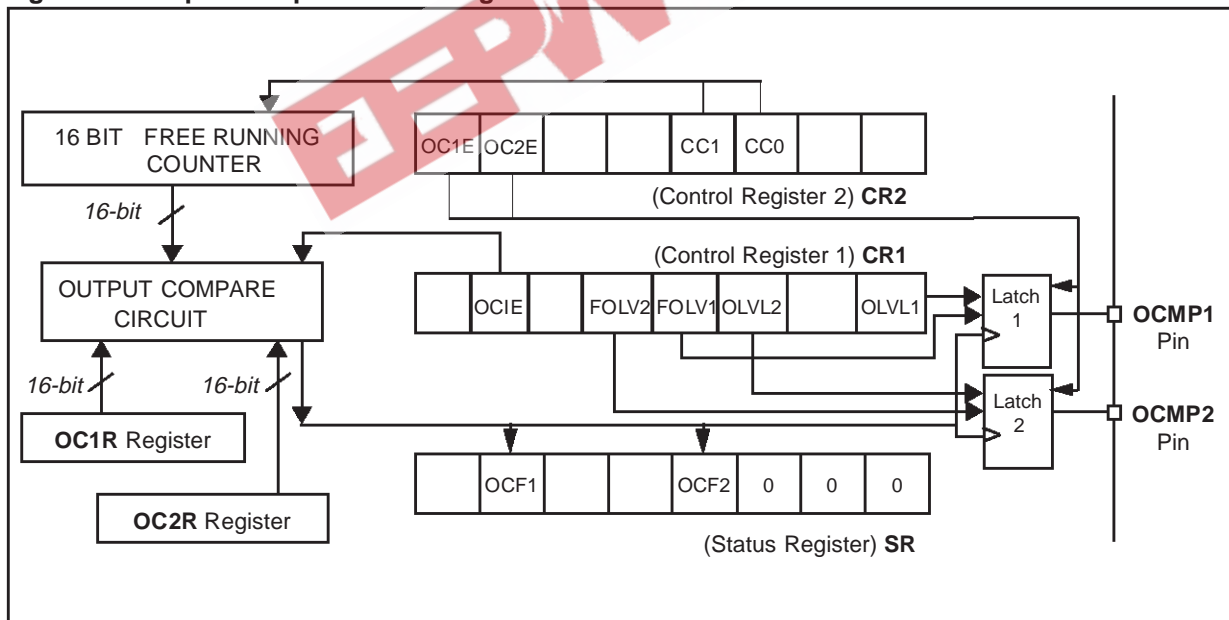 16 BIT FREE RUNNING
COUNTER
16-bit
OC1E OC2E CC1 CC0
(Control Register 2) CR2
(Control Register 1) CR1
OUTPUT COMPARE
CIRCUIT
OCIE FOLV2 FOLV1 OLVL2 OLVL1
Latch
1
OCMP1
Pin
16-bit
16-bit
Latch
2
OCMP2
Pin
OC1R Register
OCF1 OCF2 0 0 0
OC2R Register
(Status Register) SR